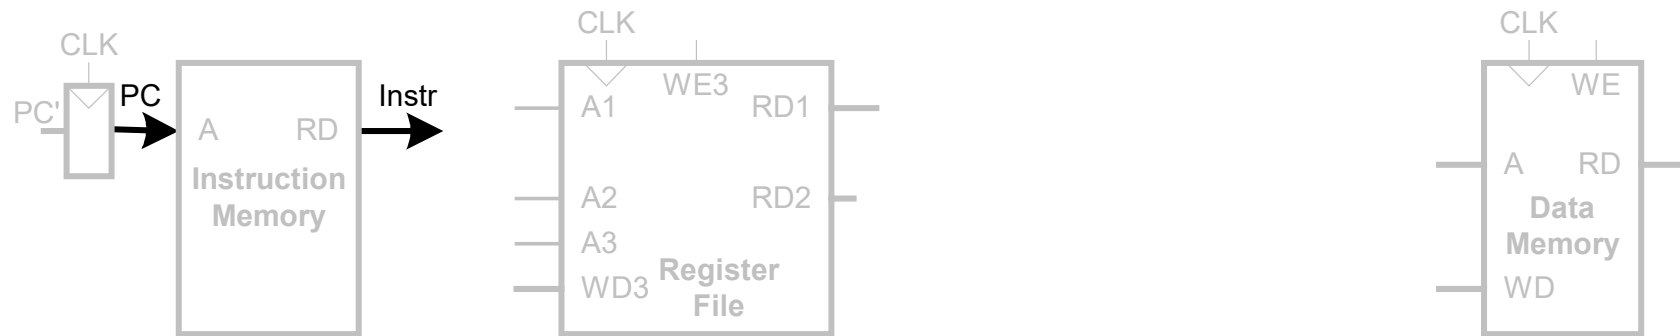 CLK
PC'
PC
A
RD
Instruction
Memory
Instr
CLK
WE3
A1
RD1
A2
RD2
A3
WD3
Register
File
CLK
WE
A
RD
Data
Memory
WD